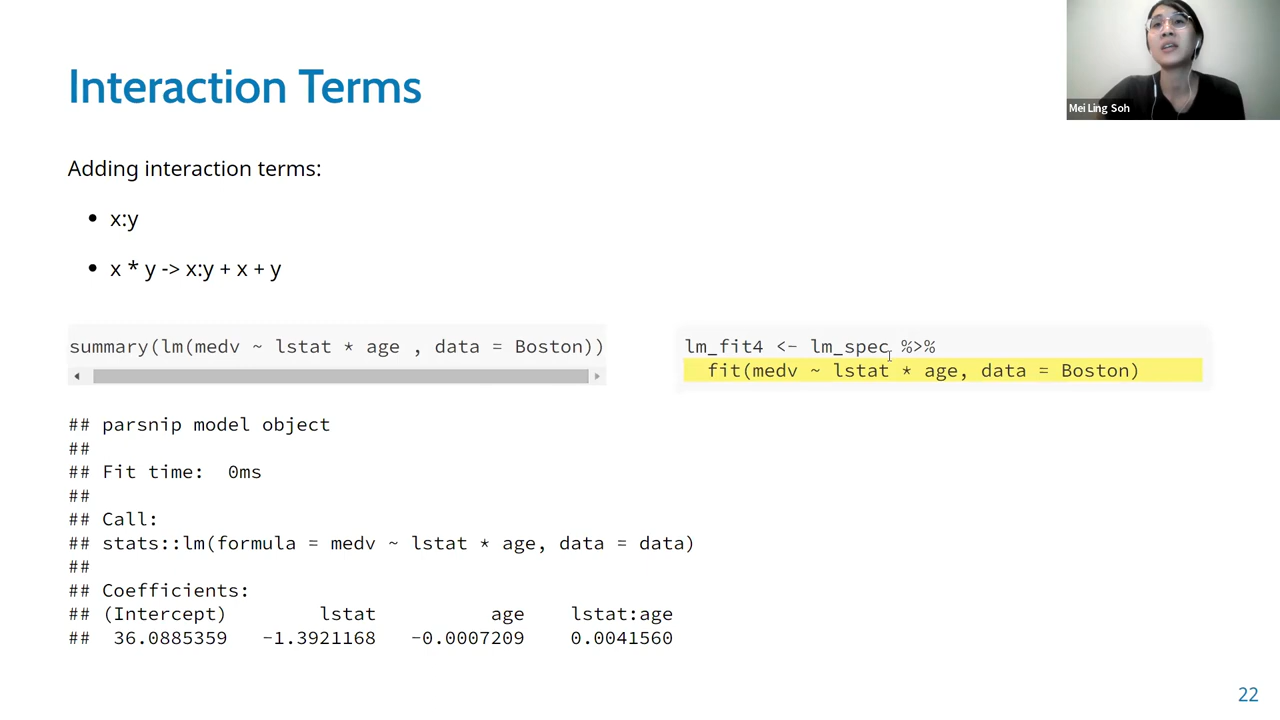 Interaction Terms
Mei Ling Soh
Adding interaction terms:
• x:y
• x * y -> x:y + x + y
summary(lm(medv ~ lstat * age , data = Boston))
lm_fit4 <- lm_spec %>%
fit(medv ~ lstat * age, data = Boston)
## parsnip model object
##
## Fit time:  0ms
##
## Call:
## stats::lm(formula = medv ~ lstat * age, data = data)
##
## Coefficients:
## (Intercept)        lstat          age    lstat:age
##  36.0885359   -1.3921168   -0.0007209    0.0041560
22